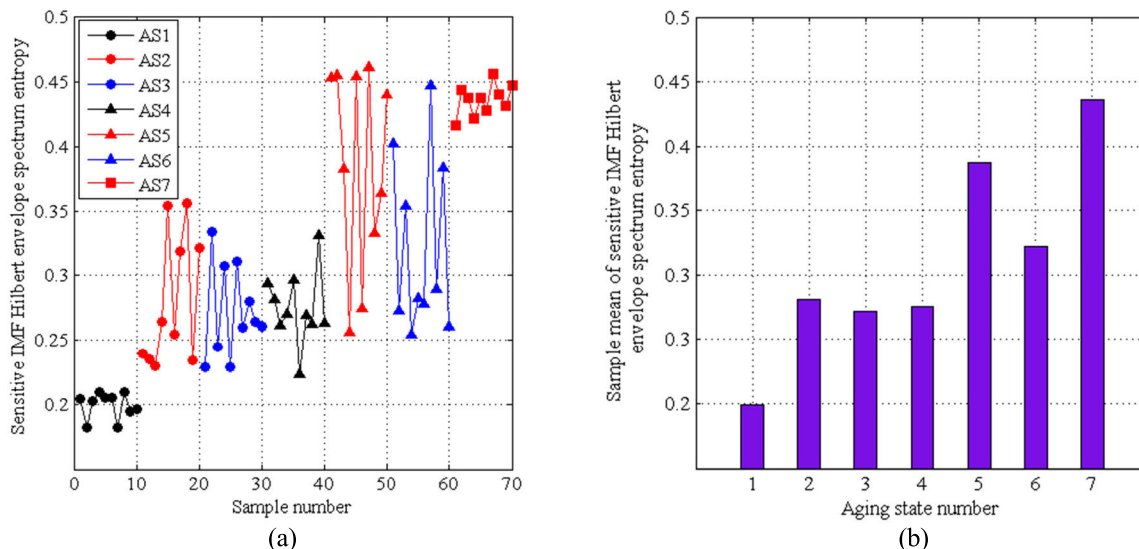 Sensitive IMF Hilbert envelope spectrum entropy
0.5
0.45
0.4
0.35
0.3
0.25
0.2
AS1
AS2
AS3
AS4
AS5
AS6
AS7
0 10 20 30 40 50 60 70
Sample number
(a)
Sample mean of sensitive IMF Hilbert
envelope spectrum entropy
0.5
0.45
0.4
0.35
0.3
0.3
0.2
1 2 3 4 5 6 7
Aging state number
(b)